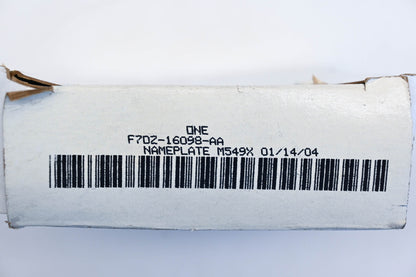 ONE
F7DZ-16098-AA
NAMEPLATE M549X 01/14/04